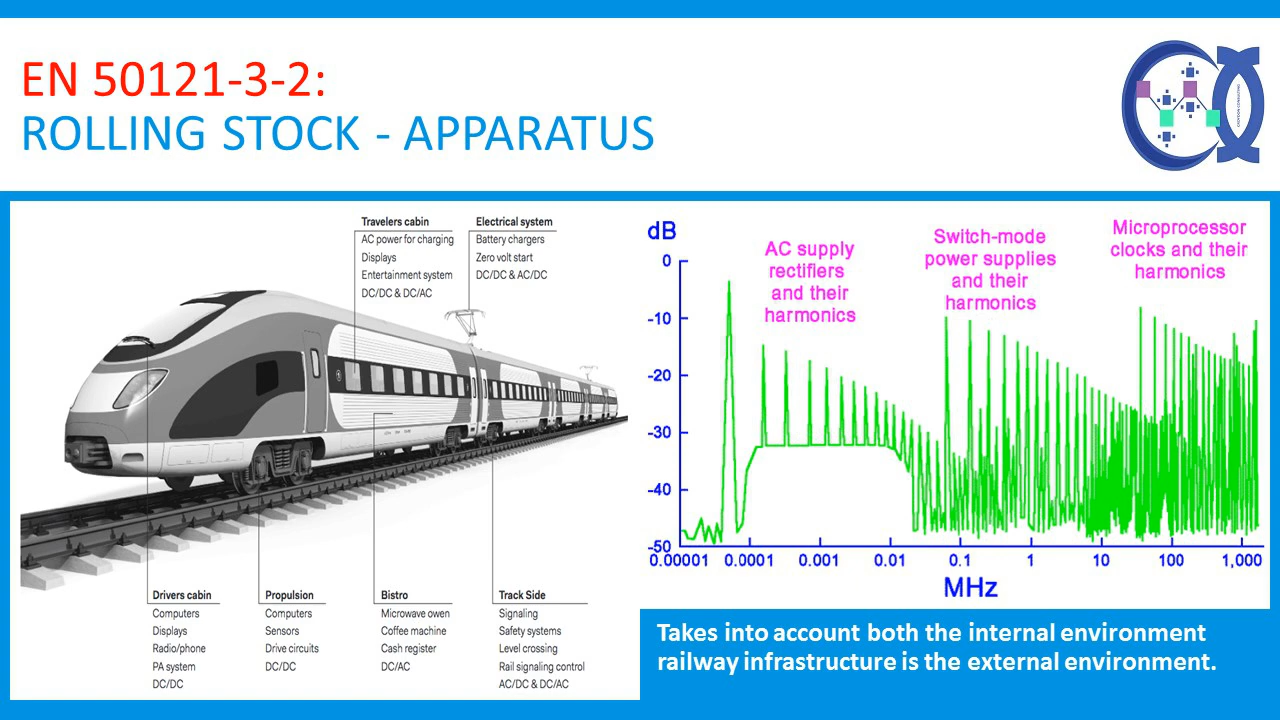 EN 50121-3-2:
ROLLING STOCK - APPARATUS
Travelers cabin
AC power for charging
Displays
Entertainment system
DC/DC & DC/AC
Electrical system
Battery chargers
Zero volt start
DC/DC & AC/DC
Drivers cabin
Computers
Displays
Radio/phone
PA system
DC/DC
Propulsion
Computers
Sensors
Drive circuits
DC/DC
Bistro
Microwave owen
Coffee machine
Cash register
DC/AC
Track Side
Signaling
Safety systems
Level crossing
Rail signaling control
AC/DC & DC/AC
dB
AC supply
rectifiers
and their
harmonics
Switch-mode
power supplies
and their
harmonics
Microprocessor
clocks and their
harmonics
0
-10
-20
-30
-40
-50
0.00001 0.0001 0.001 0.01 0.1 1 10 100 1,000
MHz
Takes into account both the internal environment
railway infrastructure is the external environment.